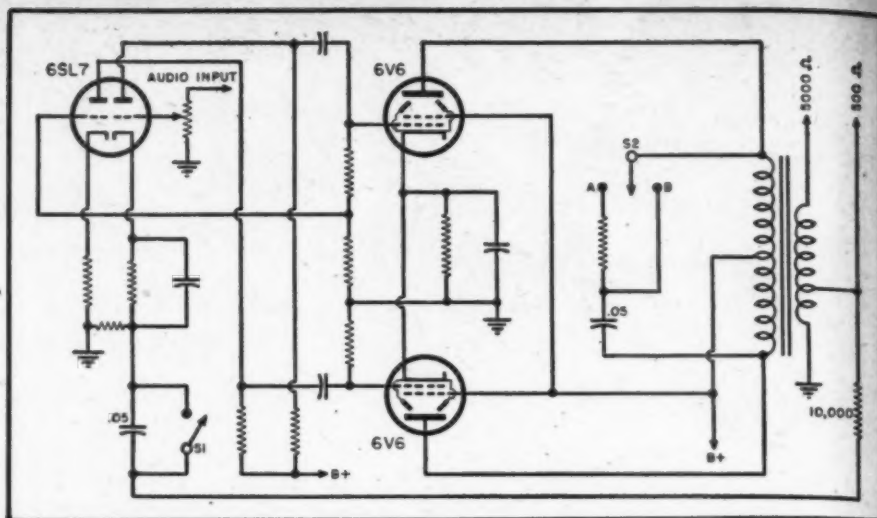 6SL7
AUDIO INPUT
6V6
5000 Ω
500 Ω
S2
A
B
.05
.05
S1
10,000
B+
B+
6V6